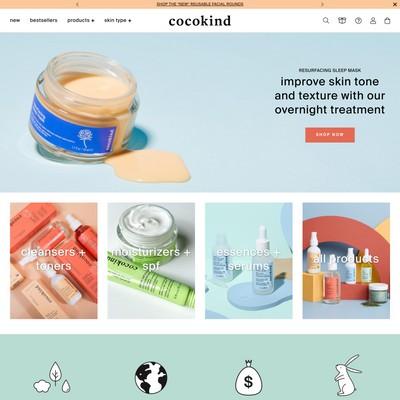 SHOP THE *NEW* REUSABLE FACIAL ROUNDS
new
bestsellers
products +
skin type +
cocokind
RESURFACING SLEEP MASK
improve skin tone
and texture with our
overnight treatment
SHOP NOW
cleansers +
toners
moisturizers +
spf
essences +
serums
all products
cocokind
$